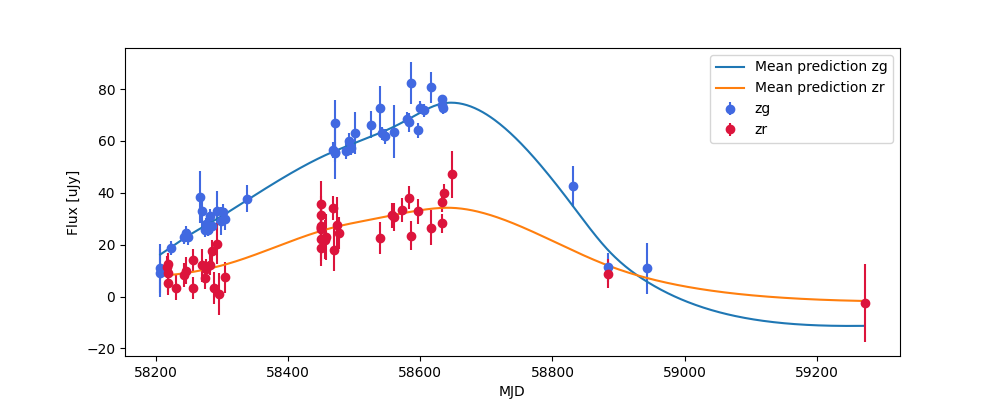 Flux [uJy]
80
60
40
20
0
−20
58200 58400 58600 58800 59000 59200
MJD
Mean prediction zg
Mean prediction zr
zg
zr